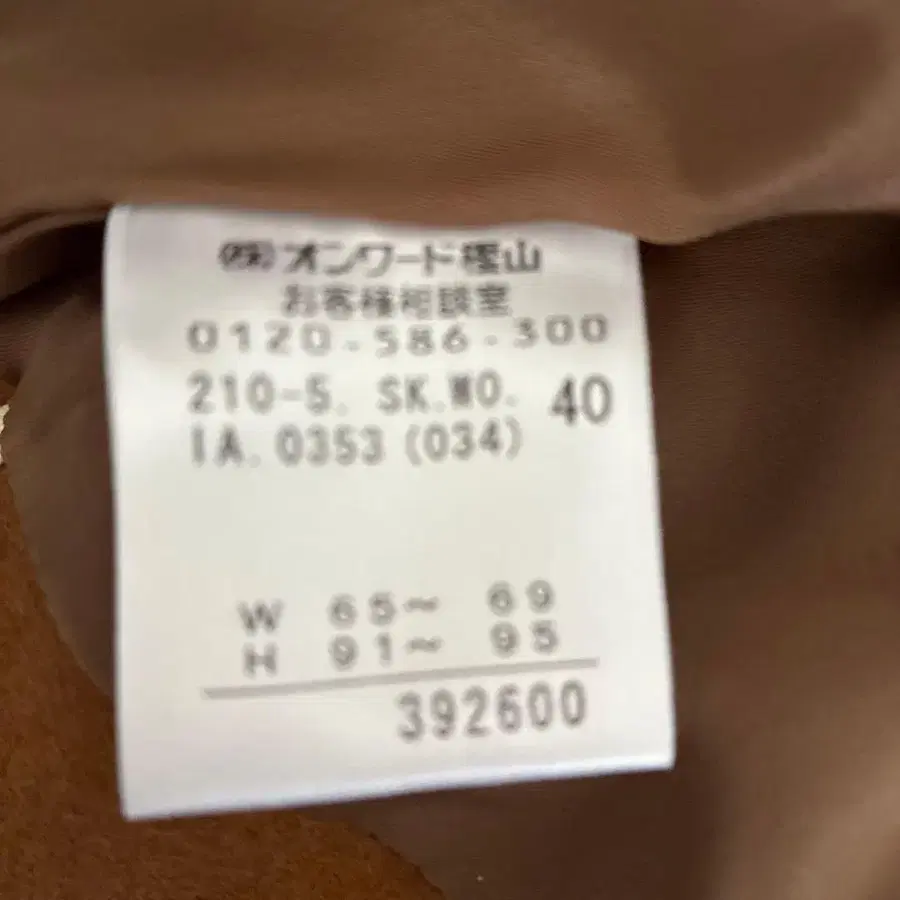 ㈱オンワード樫山
お客様相談室
0120-586-300
210-5. SK.WO. 40
IA.0353 (034)
W 65~ 69
H 91~ 95
392600